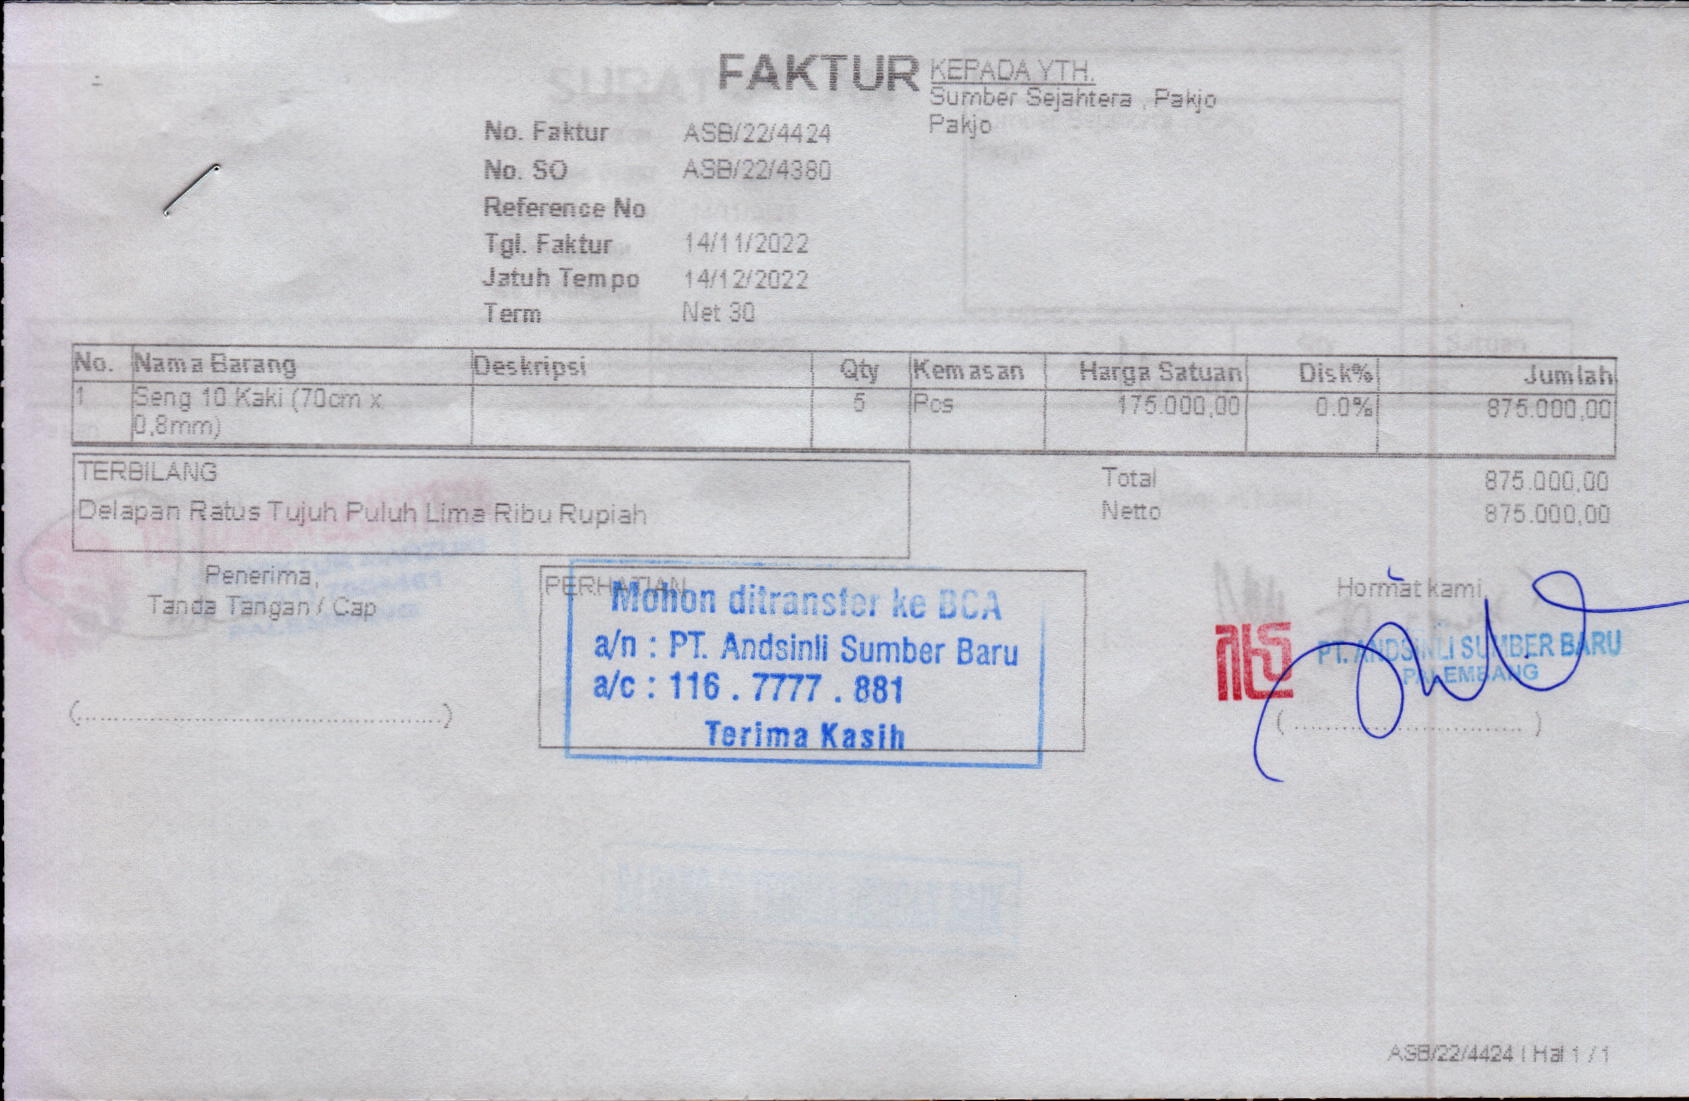 FAKTUR
KEPADA YTH.
Sumber Sejahtera , Pakjo
Pakjo
No. Faktur ASB/22/4424
No. SO ASB/22/4380
Reference No
Tgl. Faktur 14/11/2022
Jatuh Tempo 14/12/2022
Term Net 30
No. Nama Barang Deskripsi Qty Kemasan Harga Satuan Disk% Jumlah
1 Seng 10 Kaki (70cm x 5 Pcs 175.000,00 0.0% 875.000,00
0,8mm)
TERBILANG
Delapan Ratus Tujuh Puluh Lima Ribu Rupiah
Total 875.000,00
Netto 875.000,00
Penerima,
Tanda Tangan / Cap
(........................................)
PERHATIAN
Mohon ditransfer ke BCA
a/n : PT. Andsinli Sumber Baru
a/c : 116 . 7777 . 881
Terima Kasih
Hormat kami,
PT. ANDSINLI SUMBER BARU
PALEMBANG
( .............................. )
ASB/22/4424 | Hal 1 / 1